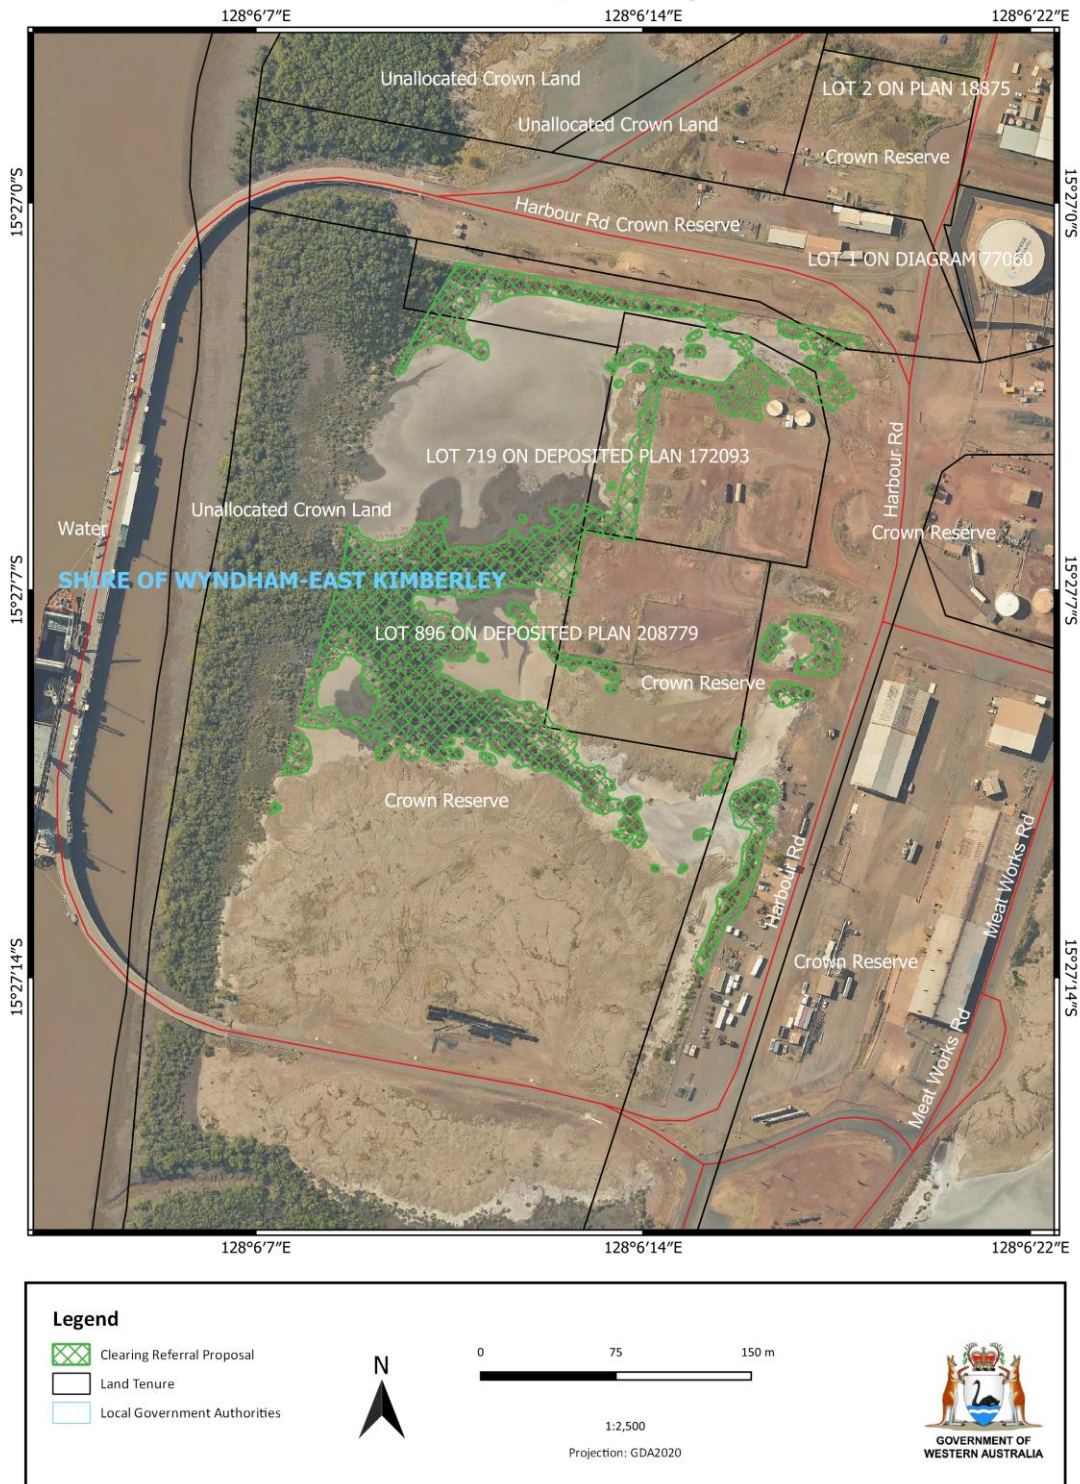 128°6'7"E
128°6'14"E
128°6'22"E
Unallocated Crown Land
LOT 2 ON PLAN 18875
Unallocated Crown Land
Crown Reserve
15°27'0"S
15°27'0"S
Harbour Rd
Crown Reserve
LOT 1 ON DIAGRAM 77060
LOT 719 ON DEPOSITED PLAN 172093
Harbour Rd
Unallocated Crown Land
Water
Crown Reserve
SHIRE OF WYNDHAM-EAST KIMBERLEY
15°27'7"S
15°27'7"S
LOT 896 ON DEPOSITED PLAN 208779
Crown Reserve
Crown Reserve
Harbour Rd
Meat Works Rd
Crown Reserve
15°27'14"S
15°27'14"S
Meat Works Rd
128°6'7"E
128°6'14"E
128°6'22"E
Legend
Clearing Referral Proposal
Land Tenure
Local Government Authorities
N
0 75 150 m
1:2,500
Projection: GDA2020
GOVERNMENT OF
WESTERN AUSTRALIA